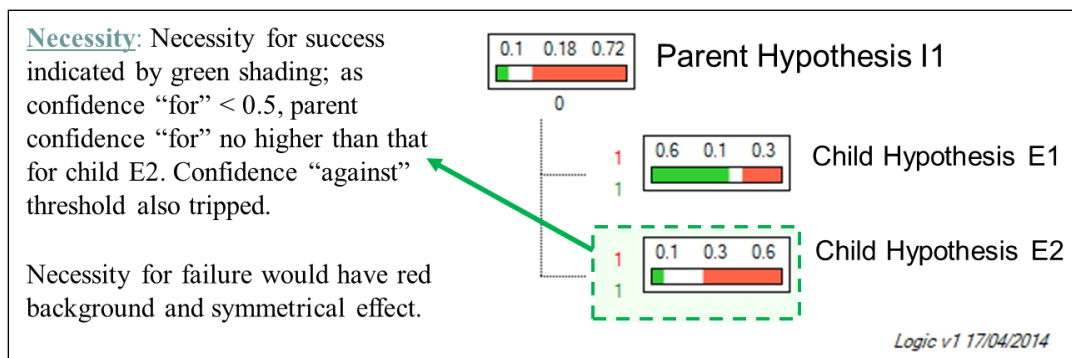 Necessity: Necessity for success
indicated by green shading; as
confidence “for” < 0.5, parent
confidence “for” no higher than that
for child E2. Confidence “against”
threshold also tripped.
Necessity for failure would have red
background and symmetrical effect.
0.1 0.18 0.72
Parent Hypothesis I1
0
1
0.6 0.1 0.3
Child Hypothesis E1
1
1
0.1 0.3 0.6
Child Hypothesis E2
1
Logic v1 17/04/2014